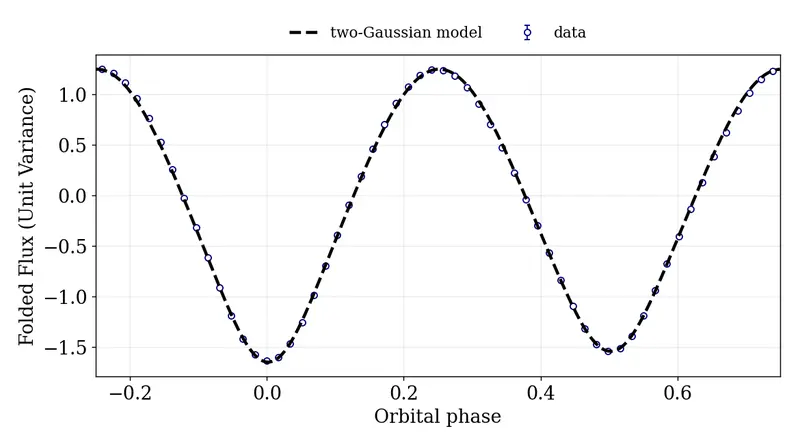 two-Gaussian model
data
Folded Flux (Unit Variance)
1.0
0.5
0.0
−0.5
−1.0
−1.5
−0.2
0.0
0.2
0.4
0.6
Orbital phase